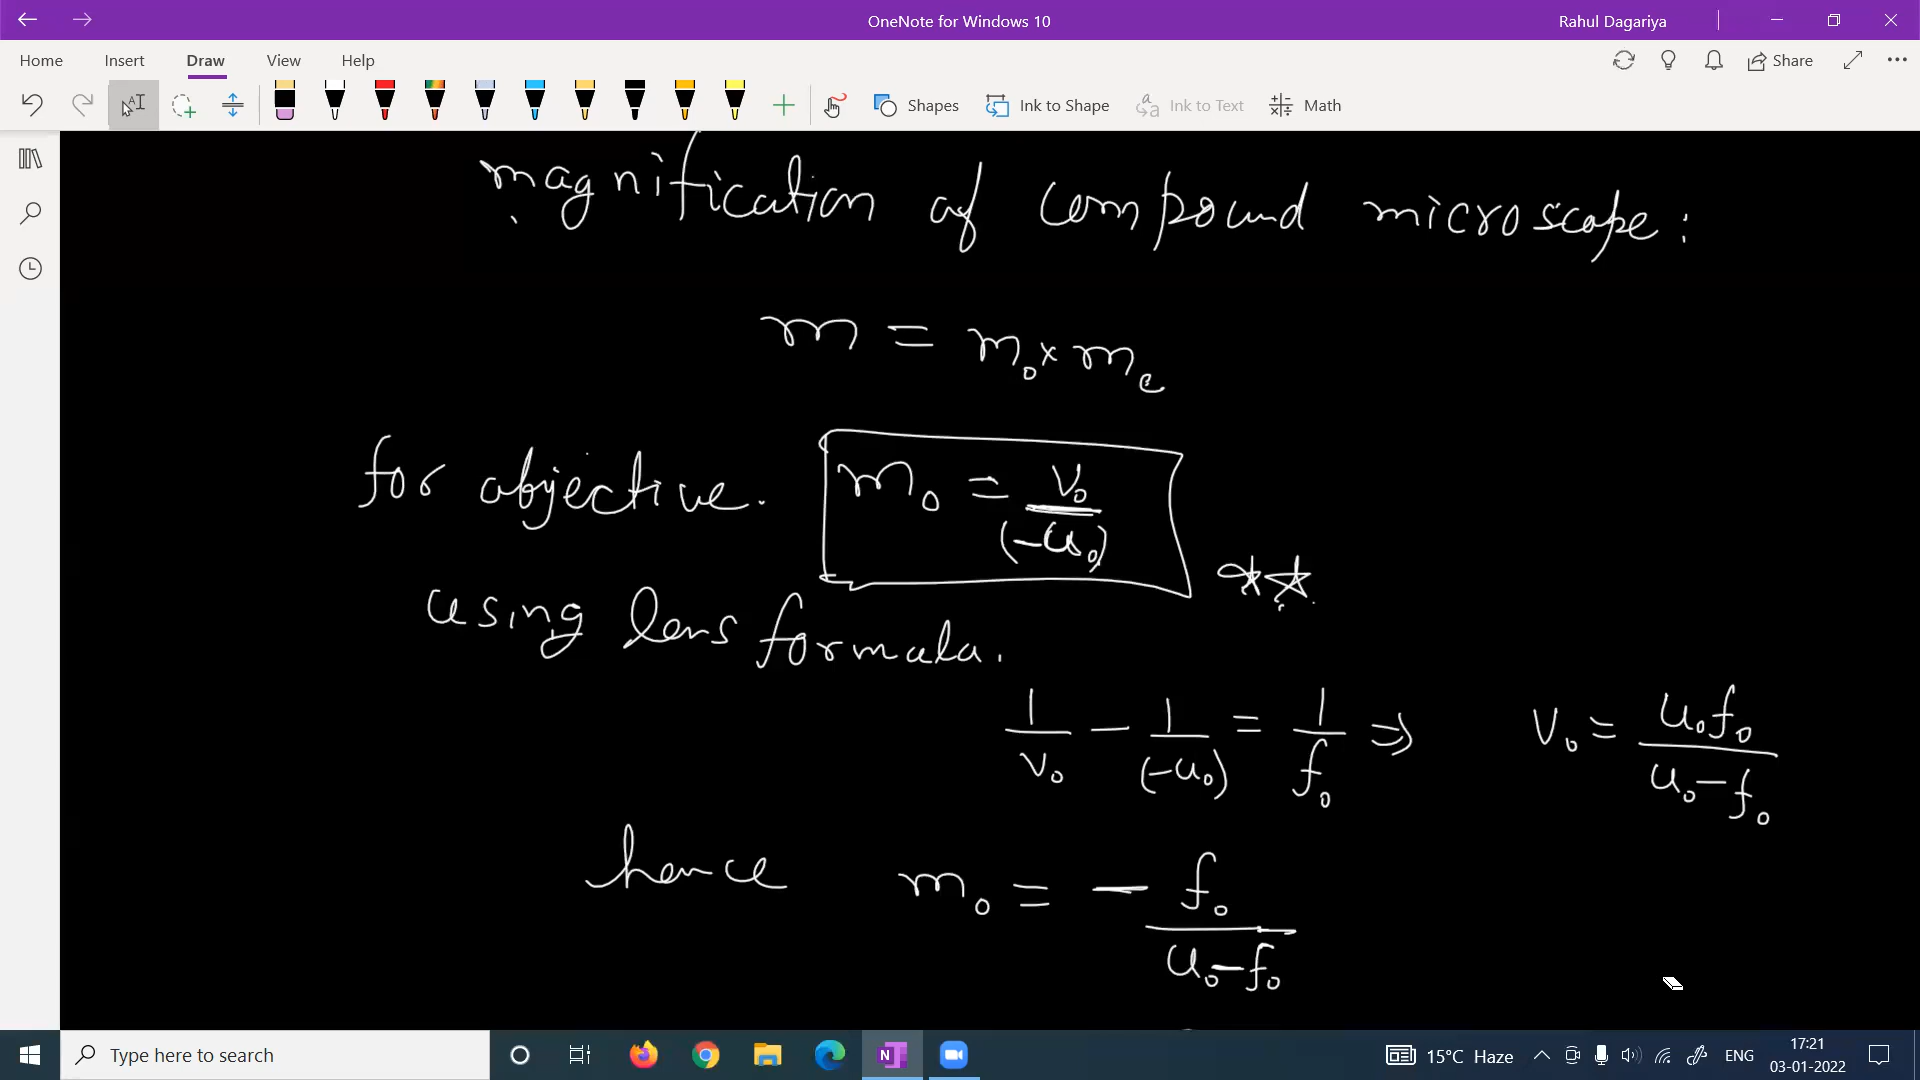 OneNote for Windows 10
Rahul Dagariya
Home Insert Draw View Help
Share
Shapes Ink to Shape Ink to Text Math
magnification of compound microscope:
m = m₀ × mₑ
for objective. m₀ = v₀/(-u₀)
using lens formula.
1/v₀ - 1/(-u₀) = 1/f₀ ⇒ v₀ = u₀f₀/(u₀-f₀)
hence m₀ = - f₀/(u₀-f₀)
Type here to search
15°C Haze
ENG
17:21
03-01-2022